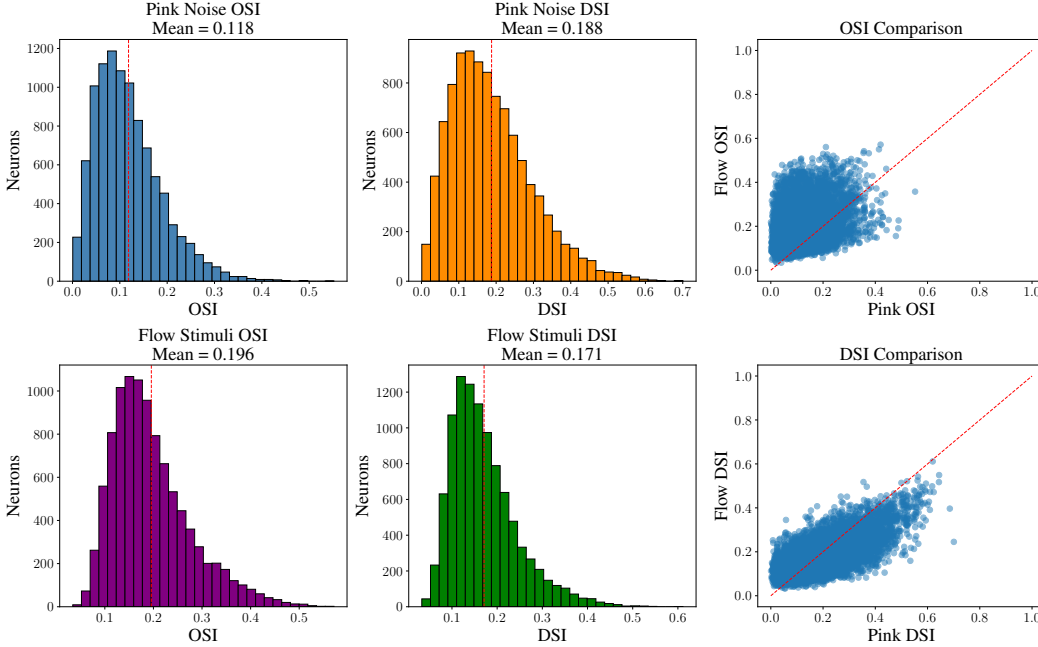 Pink Noise OSI
Mean = 0.118
Neurons
1200
1000
800
600
400
200
0
0.0 0.1 0.2 0.3 0.4 0.5
OSI
Pink Noise DSI
Mean = 0.188
Neurons
800
600
400
200
0
0.0 0.1 0.2 0.3 0.4 0.5 0.6 0.7
DSI
OSI Comparison
Flow OSI
1.0
0.8
0.6
0.4
0.2
0.0
0.0 0.2 0.4 0.6 0.8 1.0
Pink OSI
Flow Stimuli OSI
Mean = 0.196
Neurons
1000
800
600
400
200
0
0.1 0.2 0.3 0.4 0.5
OSI
Flow Stimuli DSI
Mean = 0.171
Neurons
1200
1000
800
600
400
200
0
0.1 0.2 0.3 0.4 0.5 0.6
DSI
DSI Comparison
Flow DSI
1.0
0.8
0.6
0.4
0.2
0.0
0.0 0.2 0.4 0.6 0.8 1.0
Pink DSI